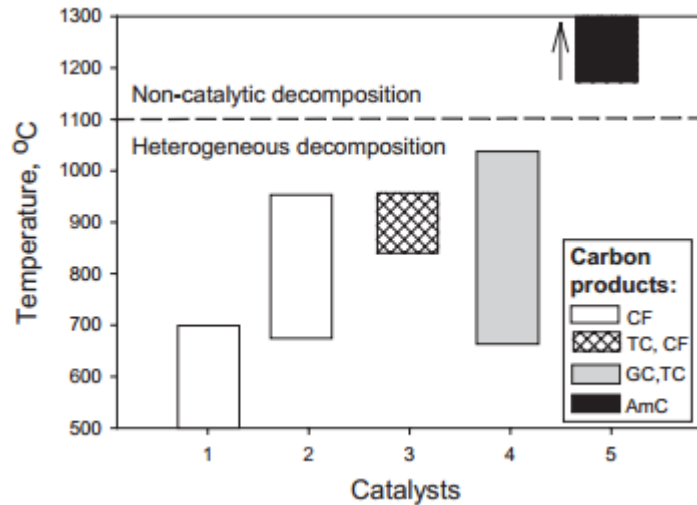 1300
1200
1100
1000
900
800
700
600
500
Temperature, ºC
Non-catalytic decomposition
Heterogeneous decomposition
Carbon
products:
CF
TC, CF
GC,TC
AmC
1 2 3 4 5
Catalysts